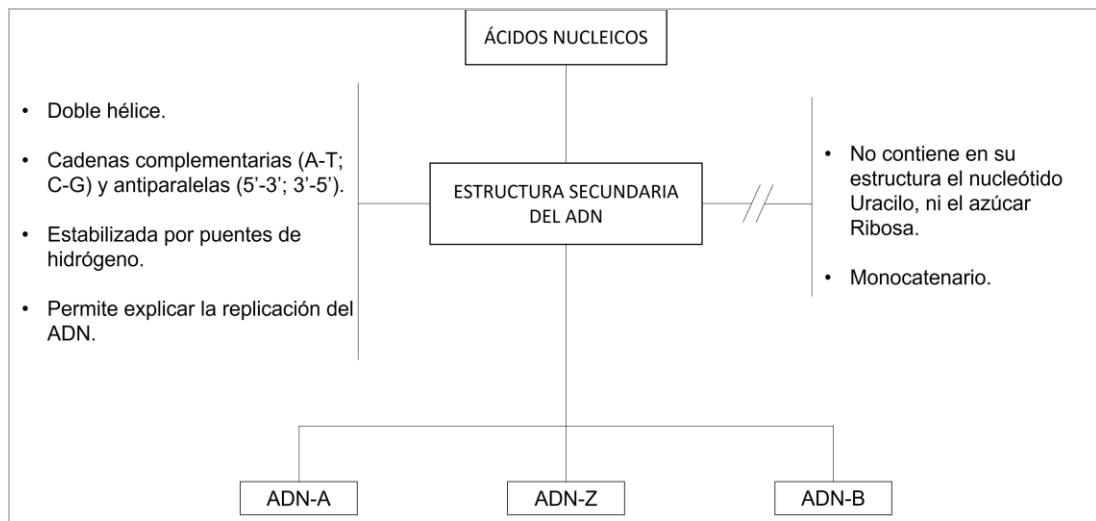 ÁCIDOS NUCLEICOS
• Doble hélice.
• Cadenas complementarias (A-T;
C-G) y antiparalelas (5’-3’; 3’-5’).
• Estabilizada por puentes de
hidrógeno.
• Permite explicar la replicación del
ADN.
ESTRUCTURA SECUNDARIA
DEL ADN
• No contiene en su
estructura el nucleótido
Uracilo, ni el azúcar
Ribosa.
• Monocatenario.
ADN-A
ADN-Z
ADN-B